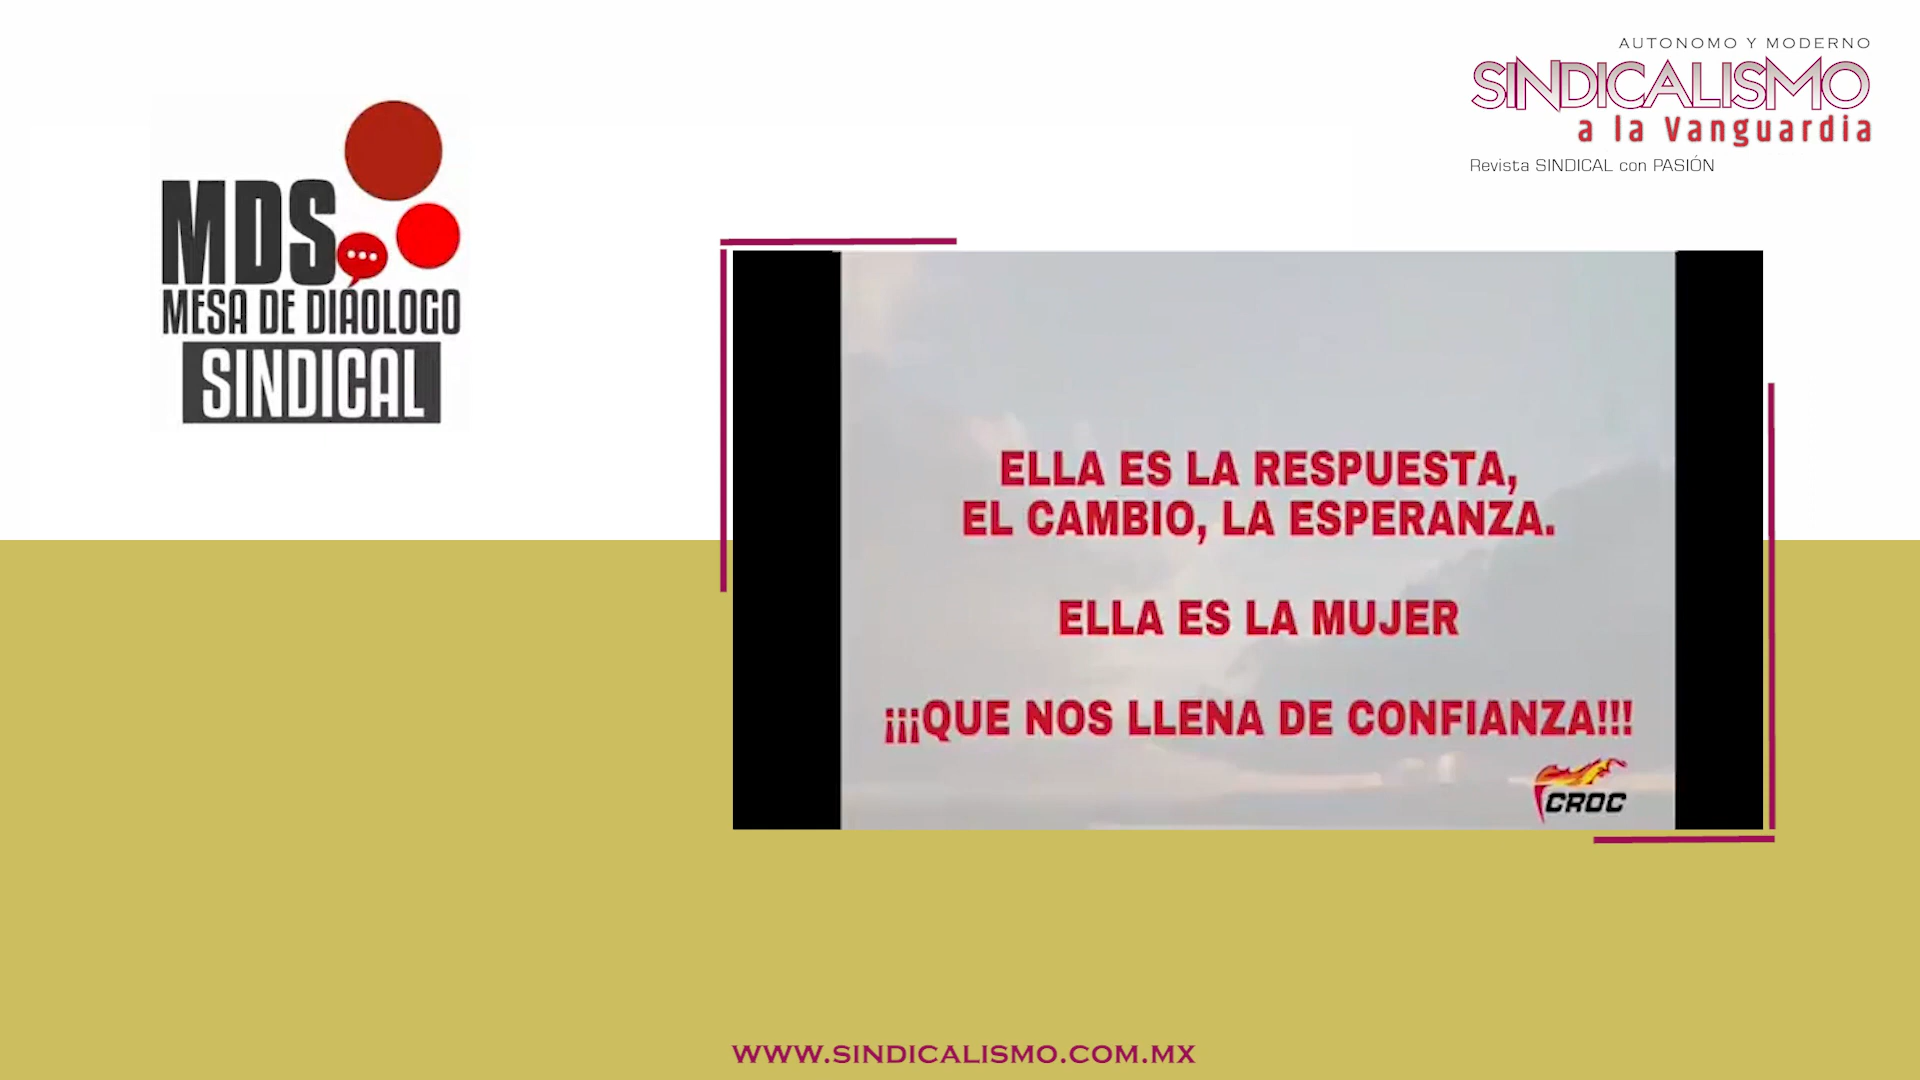 AUTONOMO Y MODERNO
SINDICALISMO
a la Vanguardia
Revista SINDICAL con PASIÓN
MDS
MESA DE DIÁOLOGO
SINDICAL
ELLA ES LA RESPUESTA,
EL CAMBIO, LA ESPERANZA.
ELLA ES LA MUJER
¡¡¡QUE NOS LLENA DE CONFIANZA!!!
CROC
WWW.SINDICALISMO.COM.MX